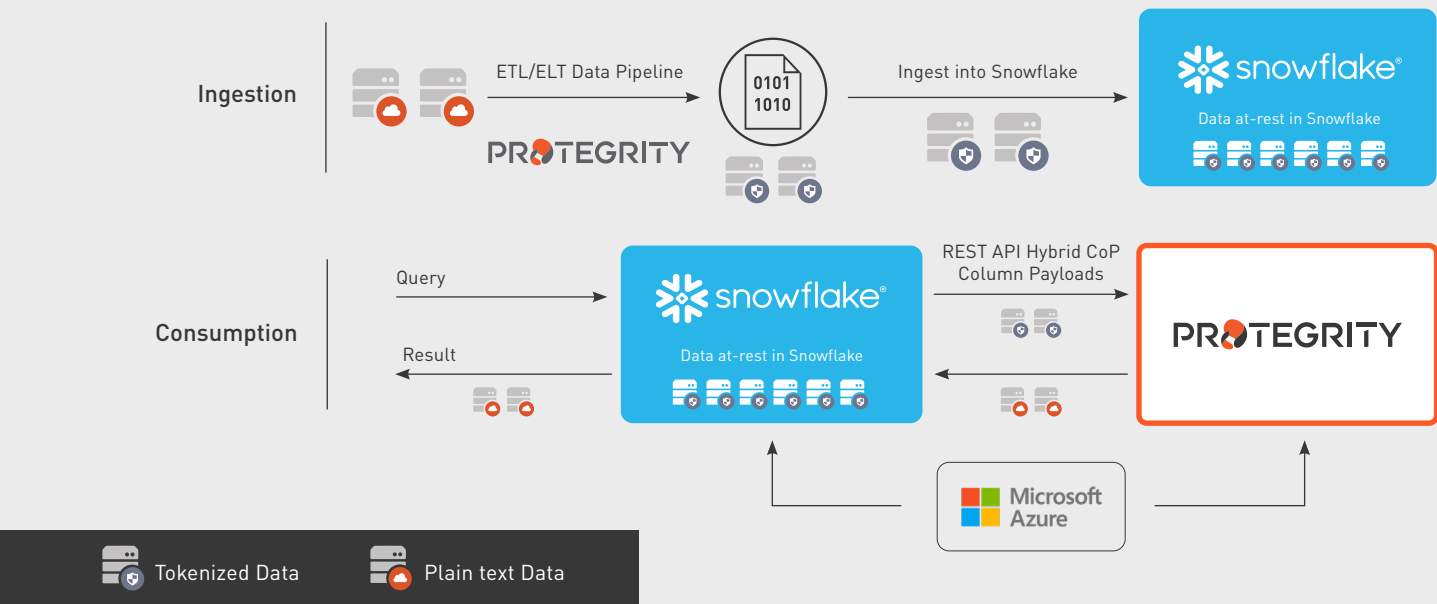 Ingestion
ETL/ELT Data Pipeline
PROTEGRITY
0101
1010
Ingest into Snowflake
snowflake®
Data at-rest in Snowflake
Consumption
Query
Result
snowflake®
Data at-rest in Snowflake
REST API Hybrid CoP
Column Payloads
PROTEGRITY
Microsoft
Azure
Tokenized Data
Plain text Data